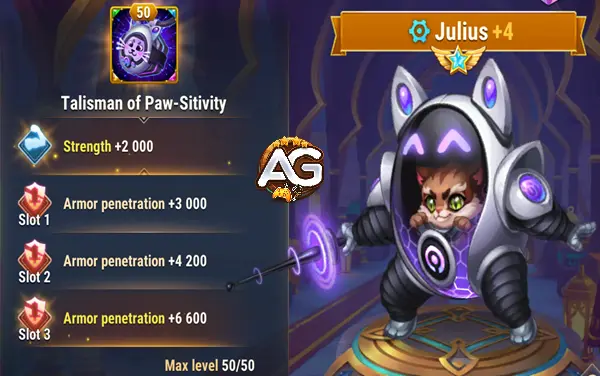 50
Talisman of Paw-Sitivity
Strength +2 000
Armor penetration +3 000
Slot 1
Armor penetration +4 200
Slot 2
Armor penetration +6 600
Slot 3
Max level 50/50
AG
Julius +4